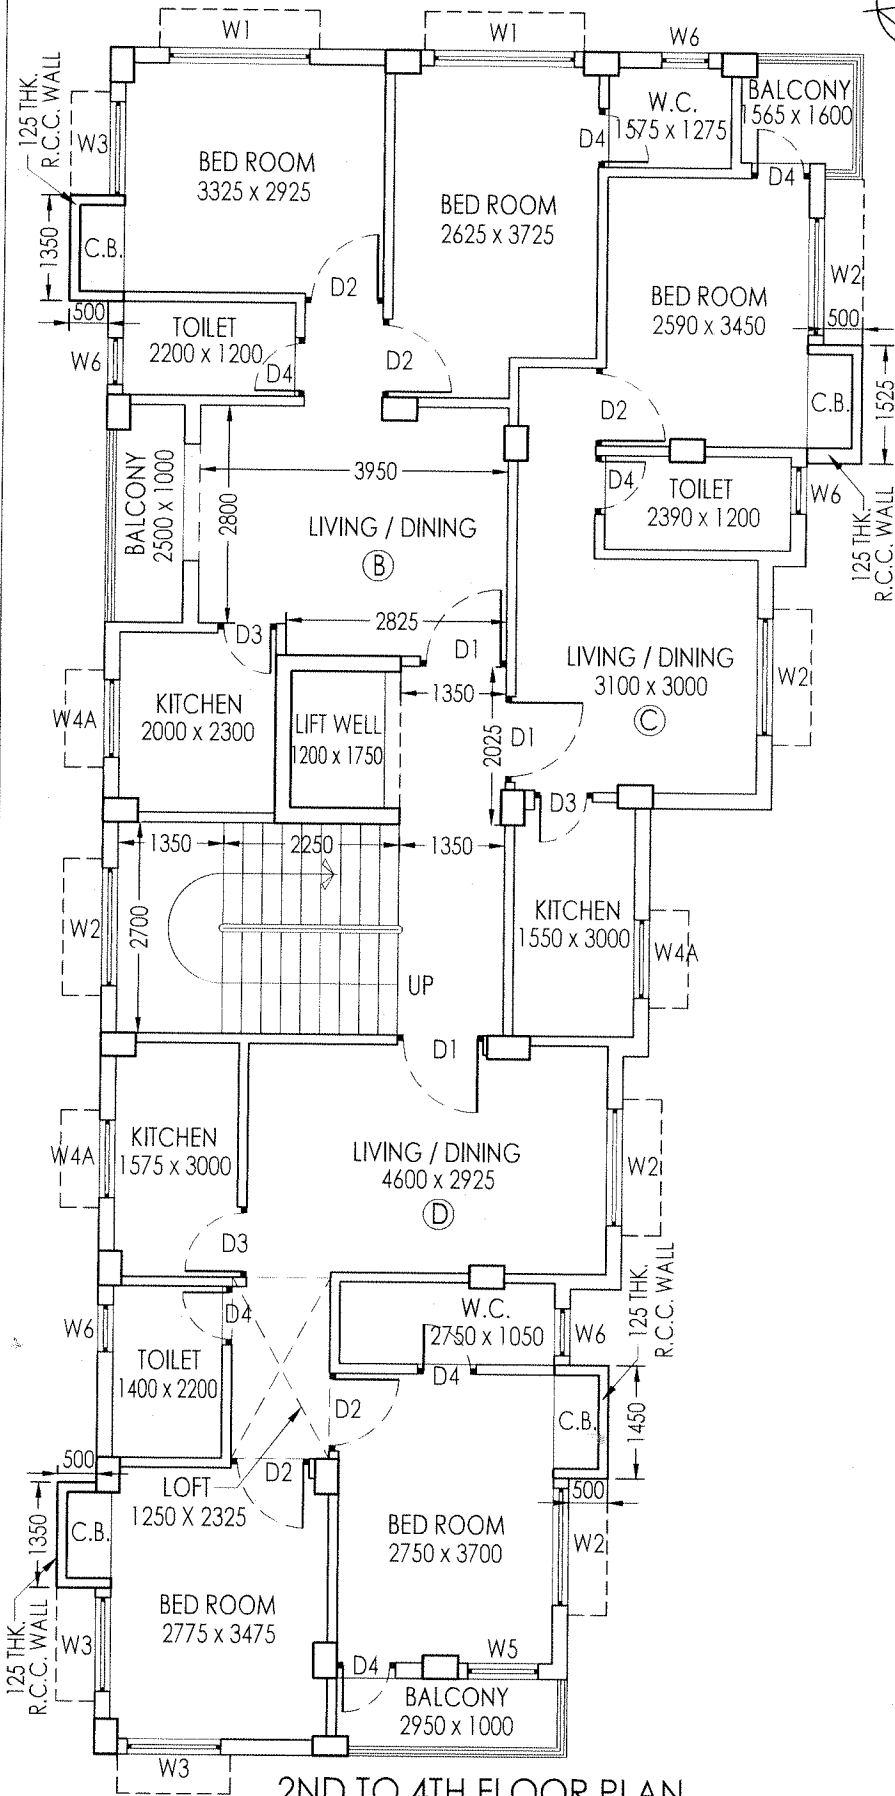 W1
W1
W6
125 THK.
R.C.C. WALL
W3
BED ROOM
3325 x 2925
BED ROOM
2625 x 3725
D4
W.C.
1575 x 1275
BALCONY
1565 x 1600
D4
1350
C.B.
500
D2
BED ROOM
2590 x 3450
W2
500
W6
TOILET
2200 x 1200
D4
D2
D2
C.B.
1525
BALCONY
2500 x 1000
2800
3950
LIVING / DINING
B
D4
TOILET
2390 x 1200
W6
125 THK.
R.C.C. WALL
D3
2825
D1
LIVING / DINING
3100 x 3000
C
W2
W4A
KITCHEN
2000 x 2300
LIFT WELL
1200 x 1750
1350
2025
D1
D3
1350
2250
1350
W2
2700
UP
KITCHEN
1550 x 3000
W4A
D1
W4A
KITCHEN
1575 x 3000
LIVING / DINING
4600 x 2925
D
W2
D3
W6
D4
TOILET
1400 x 2200
W.C.
2750 x 1050
D4
W6
125 THK.
R.C.C. WALL
D2
C.B.
1450
500
500
LOFT
1250 X 2325
D2
1350
C.B.
BED ROOM
2750 x 3700
W2
125 THK.
R.C.C. WALL
W3
BED ROOM
2775 x 3475
D4
W5
BALCONY
2950 x 1000
W3
2ND TO 4TH FLOOR PLAN